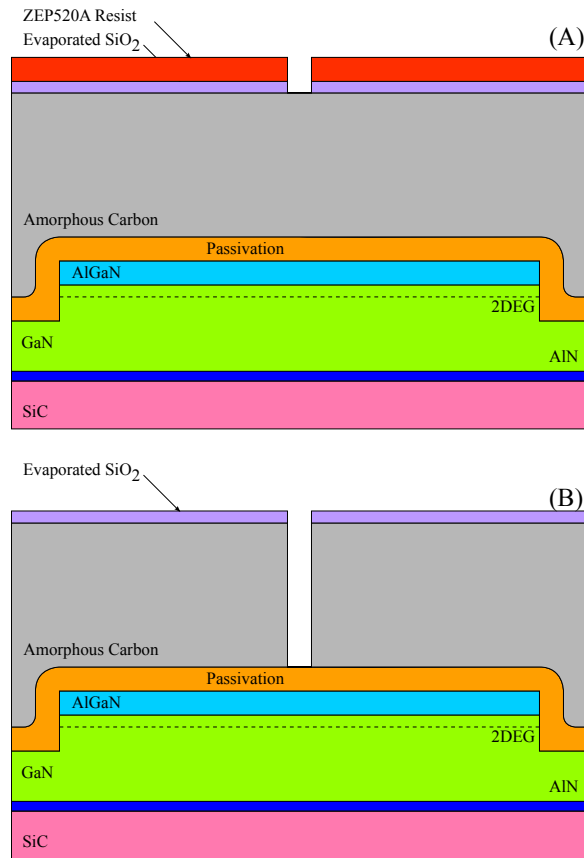 ZEP520A Resist
Evaporated SiO2
(A)
Amorphous Carbon
Passivation
AlGaN
2DEG
GaN
AlN
SiC
Evaporated SiO2
(B)
Amorphous Carbon
Passivation
AlGaN
2DEG
GaN
AlN
SiC